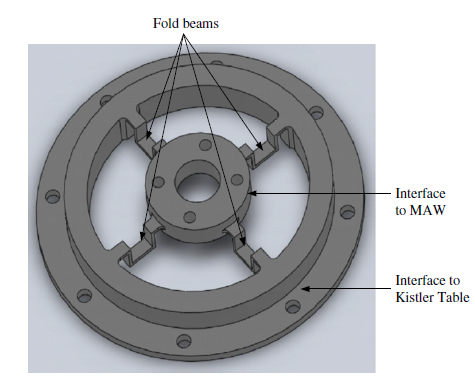 Fold beams
Interface
to MAW
Interface to
Kistler Table